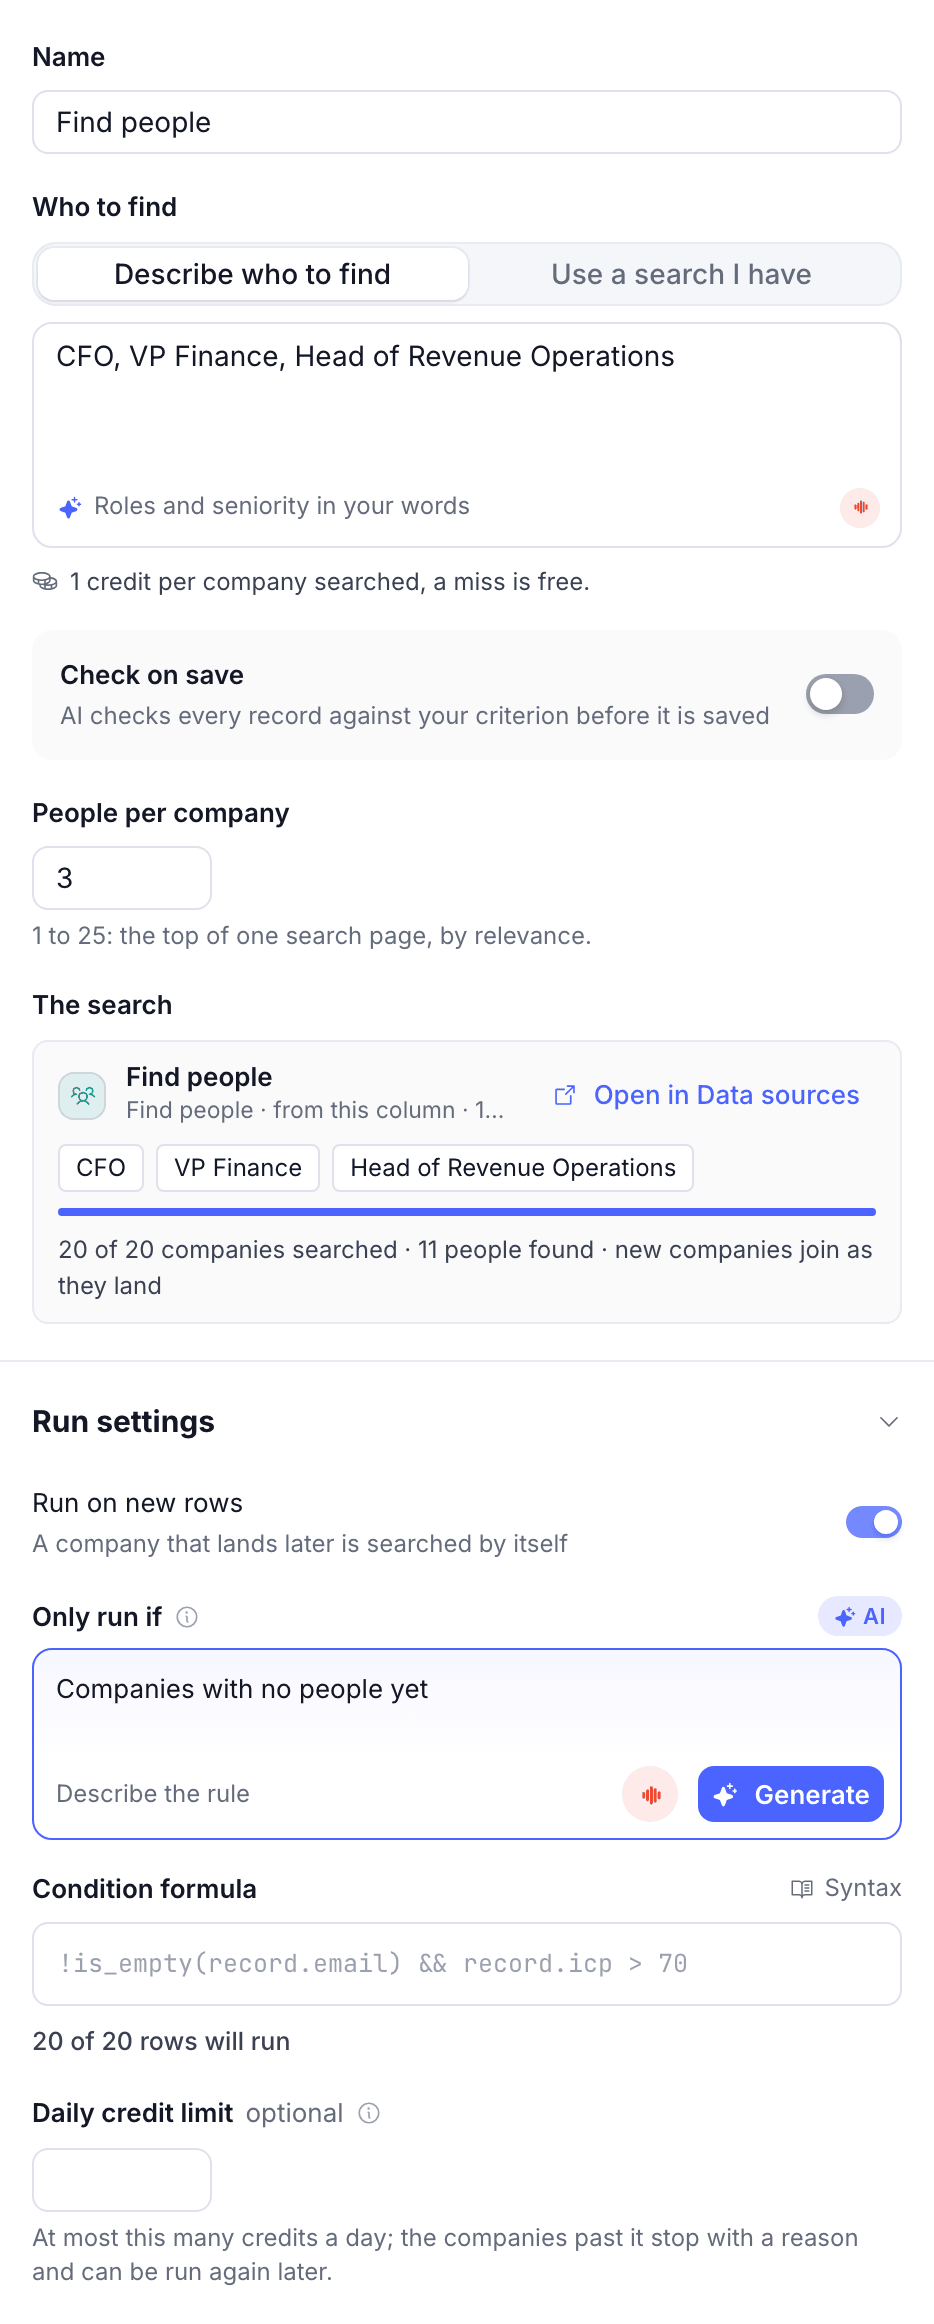 Name
Find people
Who to find
Describe who to find
Use a search I have
CFO, VP Finance, Head of Revenue Operations
Roles and seniority in your words
1 credit per company searched, a miss is free.
Check on save
AI checks every record against your criterion before it is saved
People per company
3
1 to 25: the top of one search page, by relevance.
The search
Find people
Find people · from this column · 1...
Open in Data sources
CFO
VP Finance
Head of Revenue Operations
20 of 20 companies searched · 11 people found · new companies join as
they land
Run settings
Run on new rows
A company that lands later is searched by itself
Only run if
AI
Companies with no people yet
Describe the rule
Generate
Condition formula
Syntax
!is_empty(record.email) && record.icp > 70
20 of 20 rows will run
Daily credit limit optional
At most this many credits a day; the companies past it stop with a reason
and can be run again later.